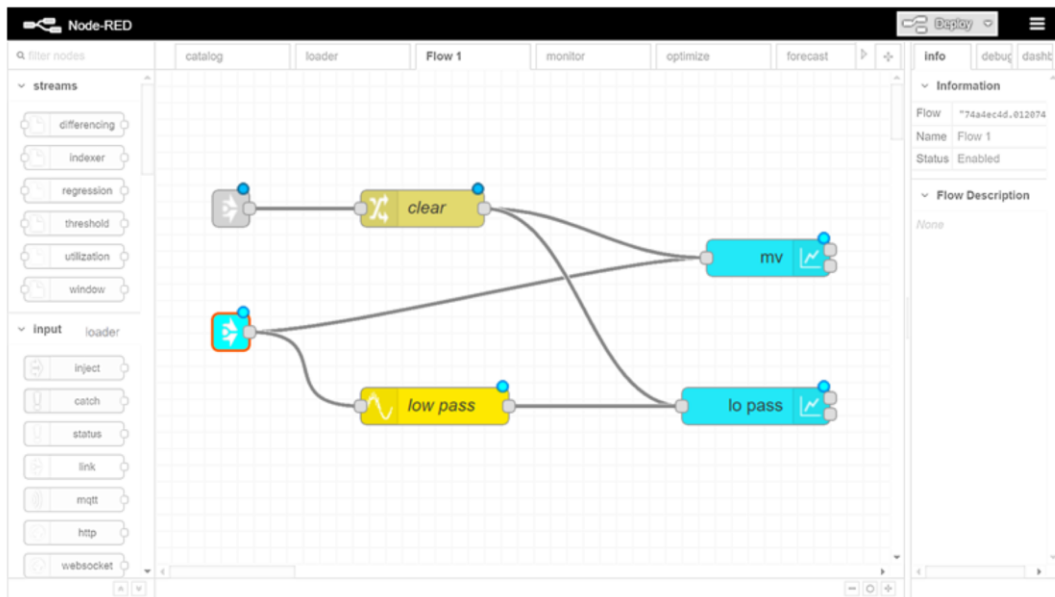 Node-RED
Deploy
filter nodes
catalog
loader
Flow 1
monitor
optimize
forecast
info
debug
dashb
streams
differencing
indexer
regression
threshold
utilization
window
input
loader
inject
catch
status
link
mqtt
http
websocket
clear
mv
low pass
lo pass
Information
Flow "74a4ec4d.012074
Name Flow 1
Status Enabled
Flow Description
None